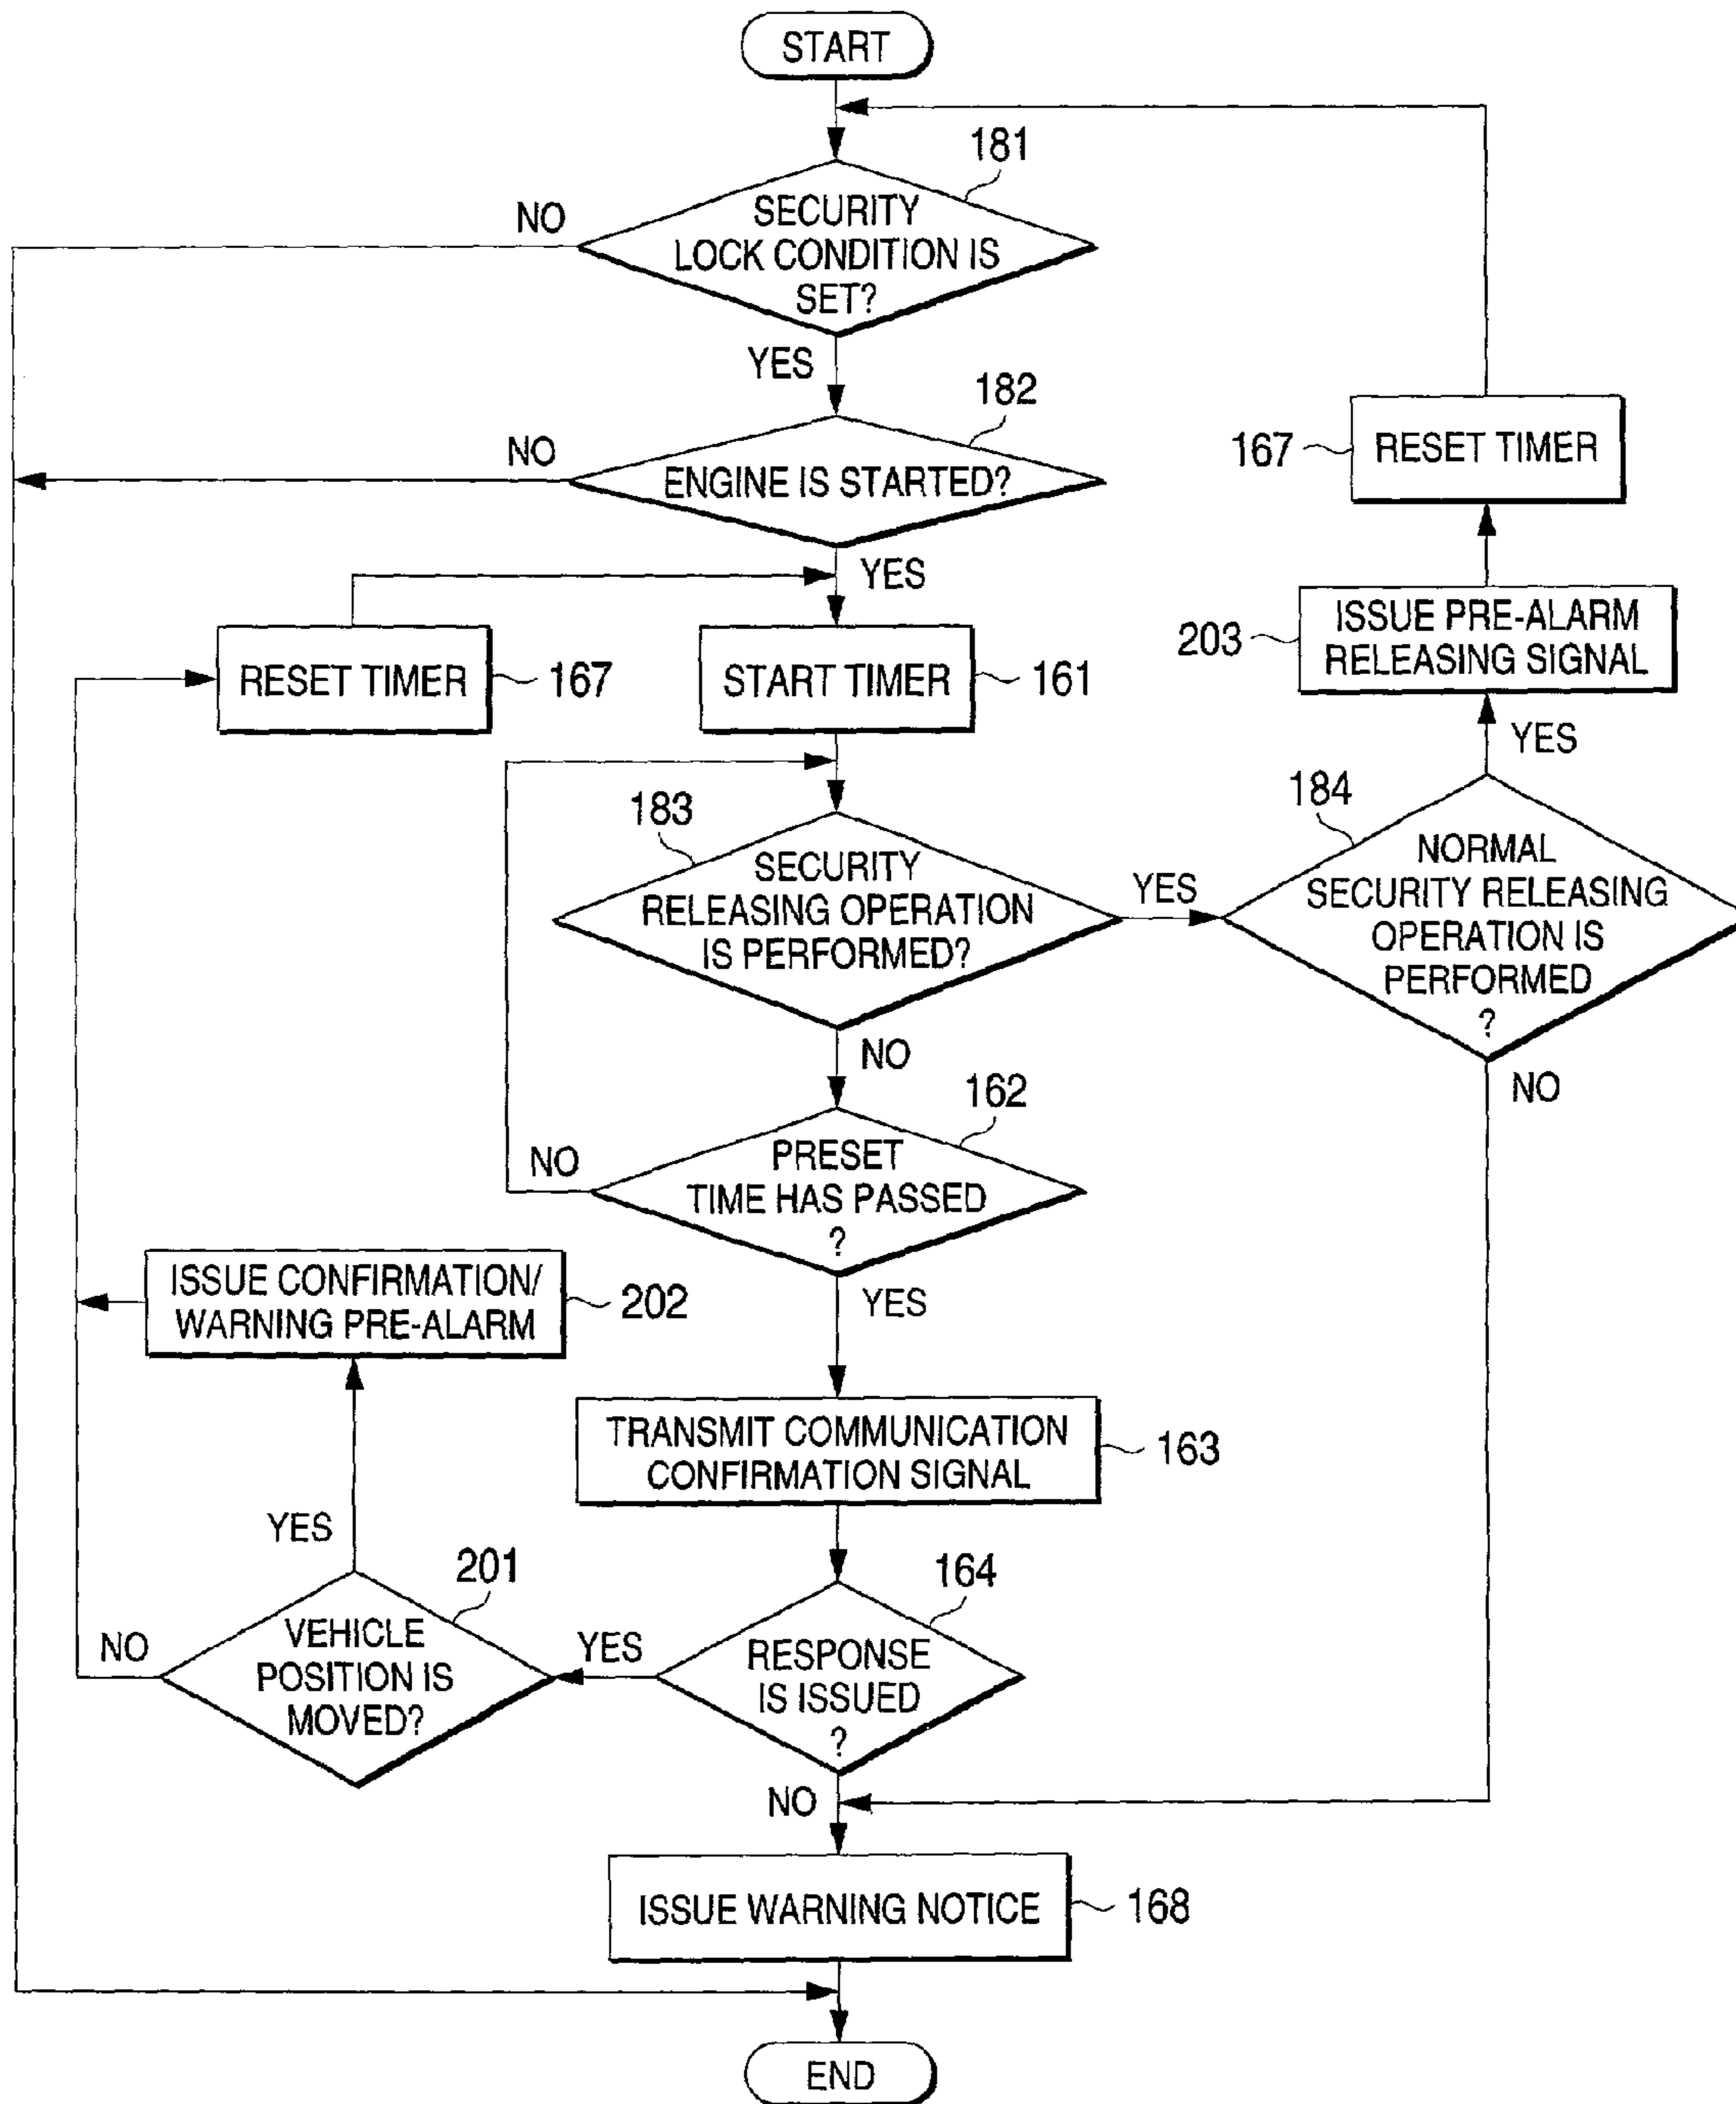 START
181
SECURITY
LOCK CONDITION IS
SET?
NO
YES
182
ENGINE IS STARTED?
NO
YES
167
RESET TIMER
RESET TIMER
167
START TIMER
161
203
ISSUE PRE-ALARM
RELEASING SIGNAL
YES
183
SECURITY
RELEASING OPERATION
IS PERFORMED?
YES
184
NORMAL
SECURITY RELEASING
OPERATION IS
PERFORMED
?
NO
NO
162
PRESET
TIME HAS PASSED
?
NO
YES
ISSUE CONFIRMATION/
WARNING PRE-ALARM
202
TRANSMIT COMMUNICATION
CONFIRMATION SIGNAL
163
YES
201
VEHICLE
POSITION IS
MOVED?
NO
YES
164
RESPONSE
IS ISSUED
?
NO
ISSUE WARNING NOTICE
168
END